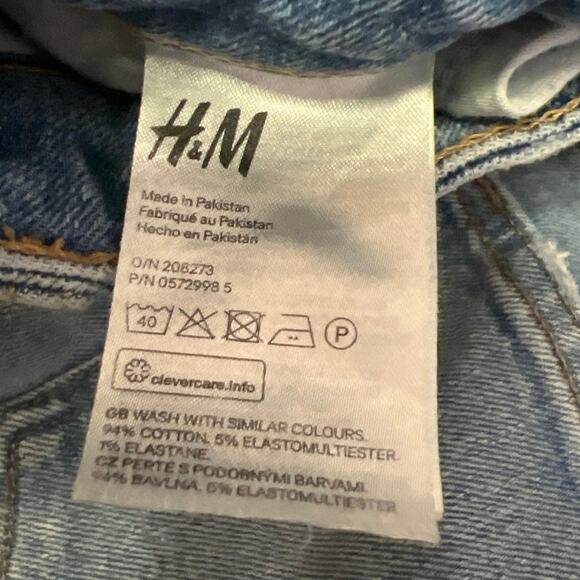 H&M
Made in Pakistan
Fabriqué au Pakistan
Hecho en Pakistán
O/N 208273
P/N 0572998 5
40 P
clevercare.info
GB WASH WITH SIMILAR COLOURS.
94% COTTON. 5% ELASTOMULTIESTER.
1% ELASTANE.
CZ PERTE S PODOBNÝMI BARVAMI.
94% BAVLNA. 5% ELASTOMULTIESTER.